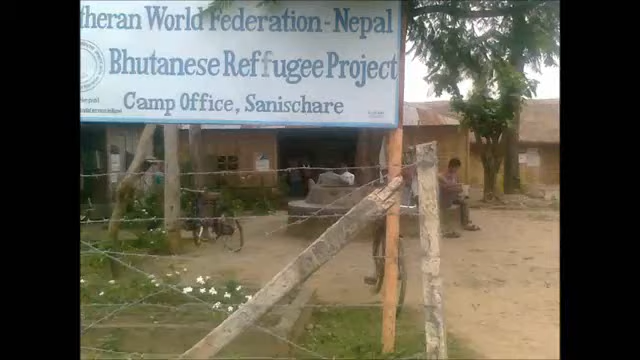 theran World Federation-Nepal
Bhutanese Reffugee Project
Camp Office, Sanischare